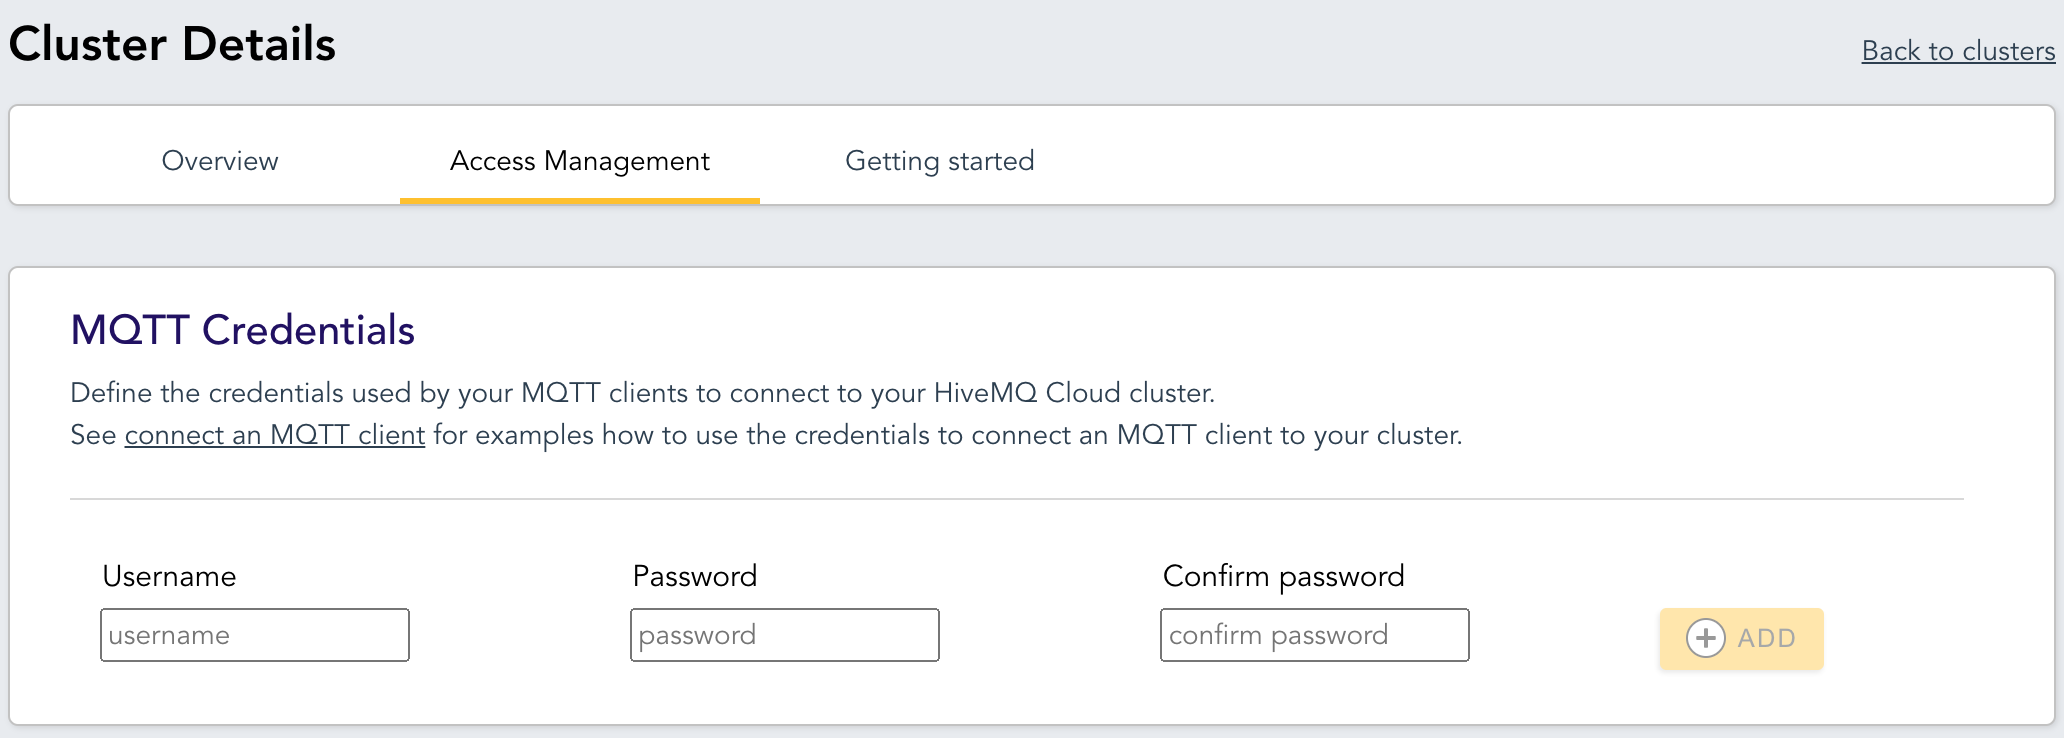 Cluster Details
Back to clusters
Overview
Access Management
Getting started
MQTT Credentials
Define the credentials used by your MQTT clients to connect to your HiveMQ Cloud cluster.
See connect an MQTT client for examples how to use the credentials to connect an MQTT client to your cluster.
Username
Password
Confirm password
username
password
confirm password
ADD